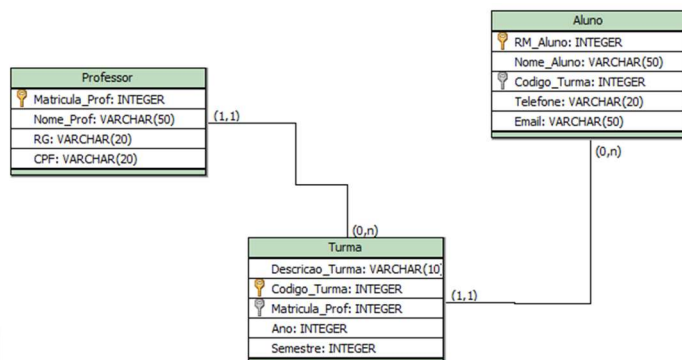 Aluno
RM_Aluno: INTEGER
Nome_Aluno: VARCHAR(50)
Codigo_Turma: INTEGER
Telefone: VARCHAR(20)
Email: VARCHAR(50)
(0,n)
Professor
Matricula_Prof: INTEGER
Nome_Prof: VARCHAR(50)
RG: VARCHAR(20)
CPF: VARCHAR(20)
(1,1)
(0,n)
Turma
Descricao_Turma: VARCHAR(10)
Codigo_Turma: INTEGER
Matricula_Prof: INTEGER
Ano: INTEGER
Semestre: INTEGER
(1,1)